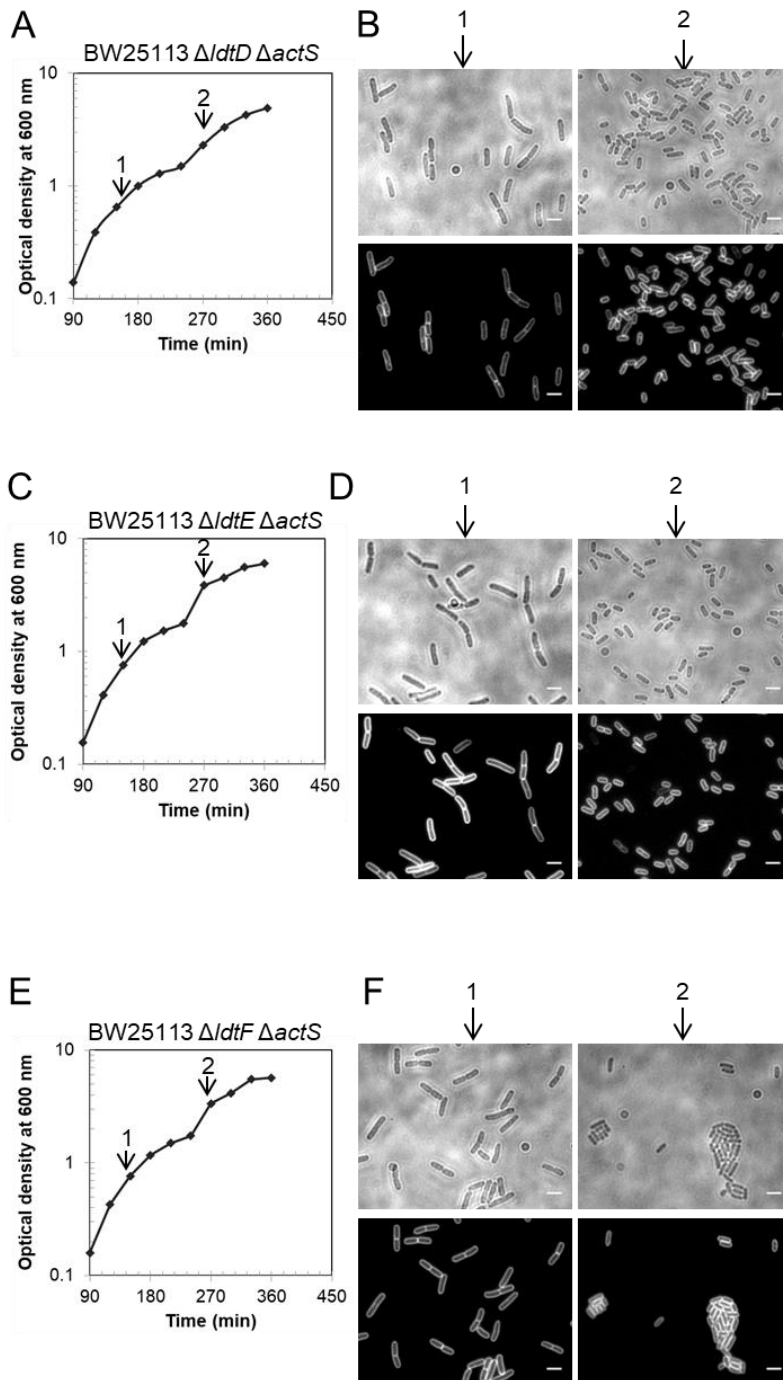 A
BW25113 ΔldtD ΔactS
Optical density at 600 nm
10
1
0.1
1
2
90 180 270 360 450
Time (min)
B
1 2
C
BW25113 ΔldtE ΔactS
Optical density at 600 nm
10
1
0.1
1
2
90 180 270 360 450
Time (min)
D
1 2
E
BW25113 ΔldtF ΔactS
Optical density at 600 nm
10
1
0.1
1
2
90 180 270 360 450
Time (min)
F
1 2